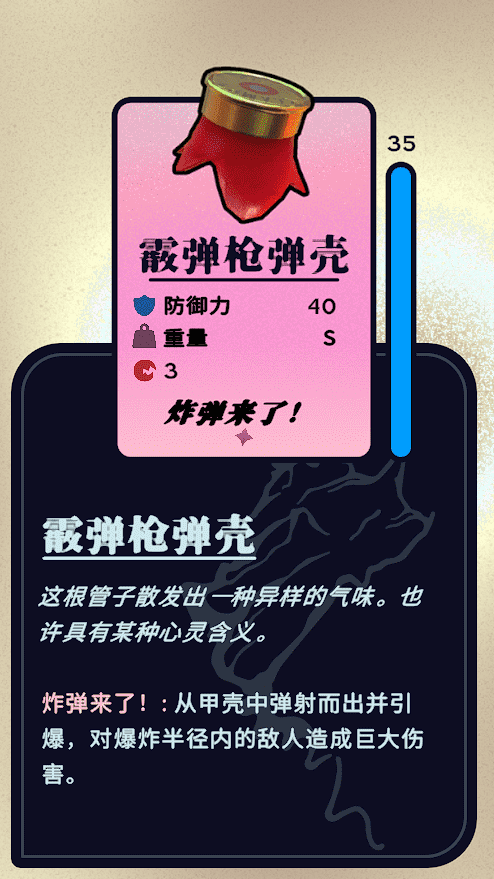 35
霰弹枪弹壳
防御力 40
重量 S
3
炸弹来了！
霰弹枪弹壳
这根管子散发出一种异样的气味。也
许具有某种心灵含义。
炸弹来了！: 从甲壳中弹射而出并引
爆，对爆炸半径内的敌人造成巨大伤
害。